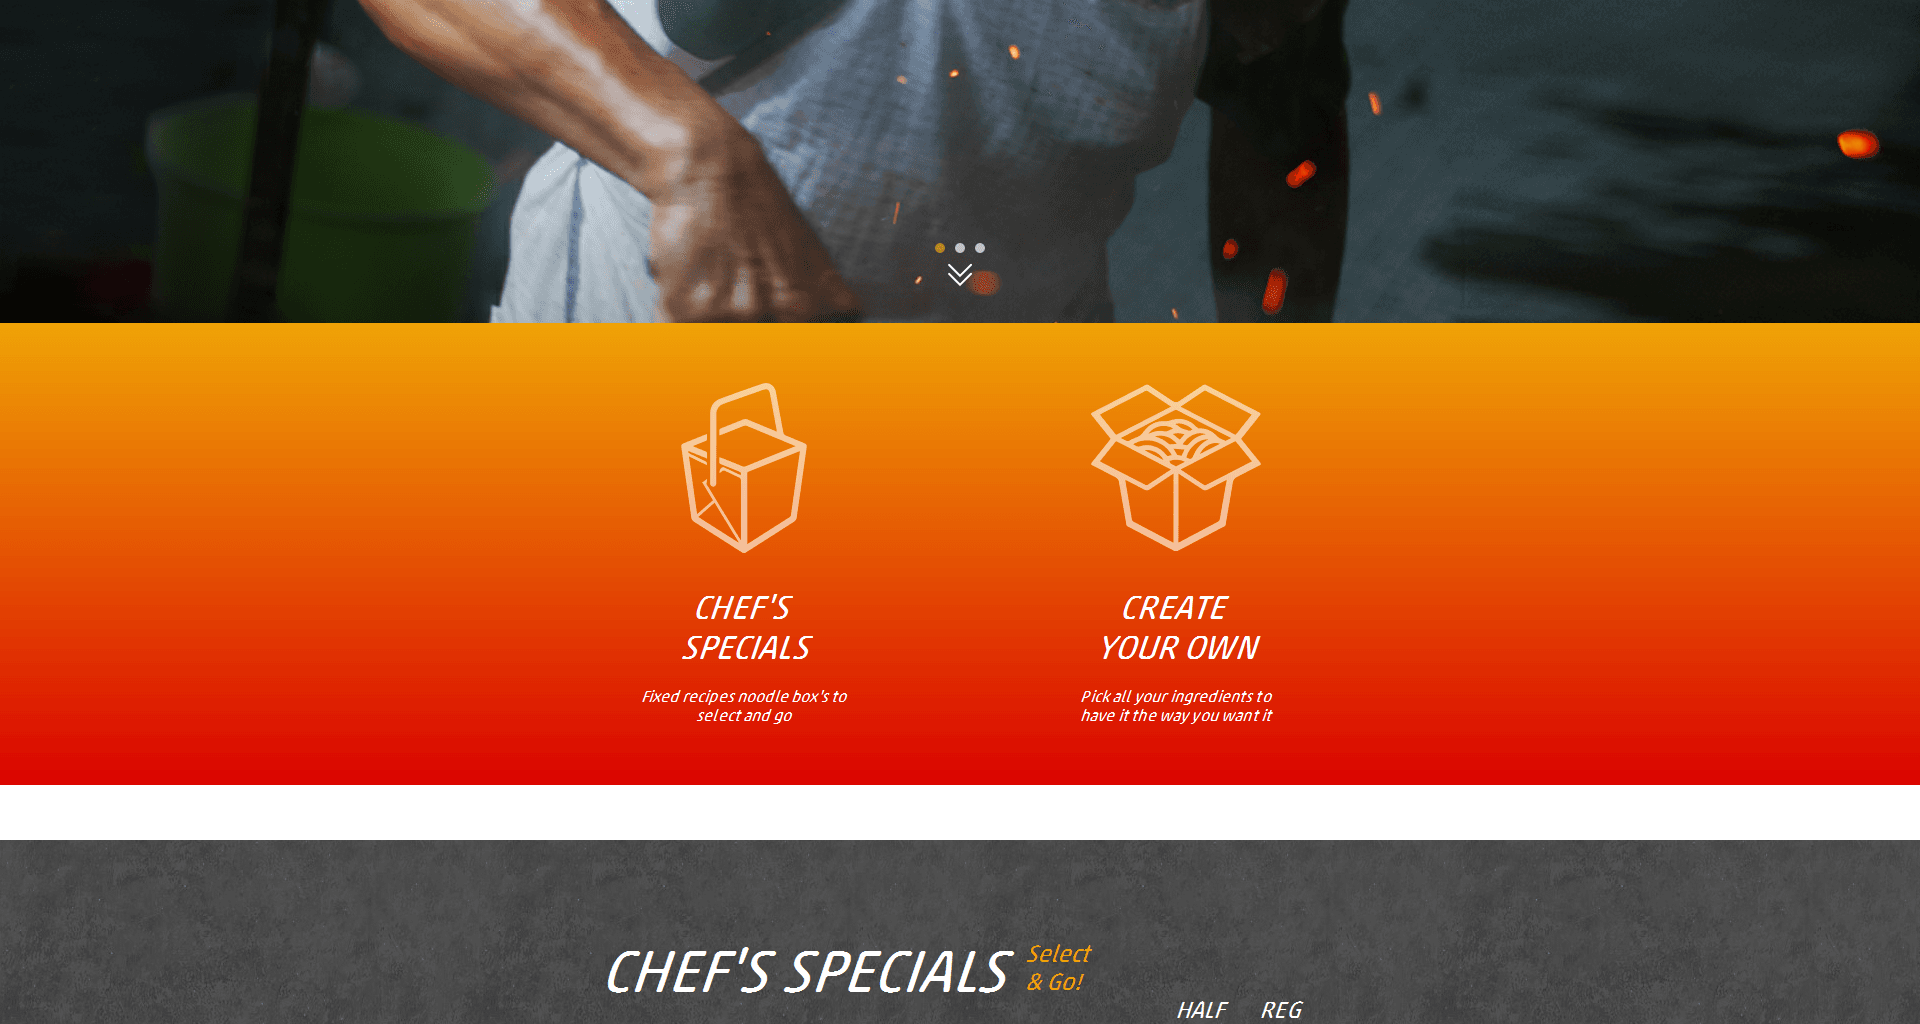 CHEF'S
SPECIALS
Fixed recipes noodle box's to
select and go
CREATE
YOUR OWN
Pick all your ingredients to
have it the way you want it
CHEF'S SPECIALS
Select
& Go!
HALF REG